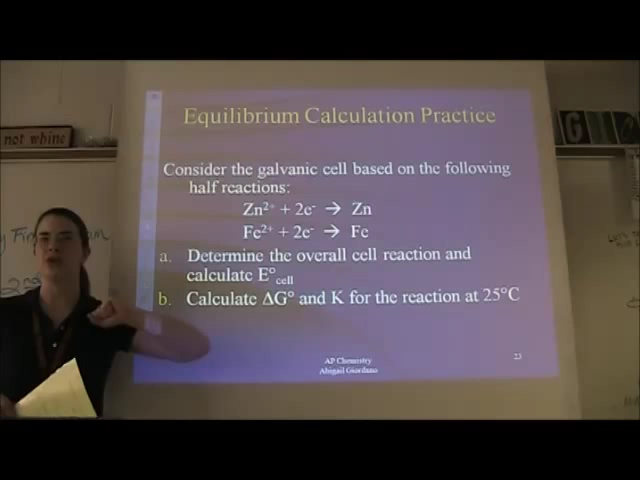 Equilibrium Calculation Practice
not whine
Consider the galvanic cell based on the following
half reactions:
Zn²⁺ + 2e⁻ → Zn
Fe²⁺ + 2e⁻ → Fe
a. Determine the overall cell reaction and
calculate E°cell
b. Calculate ΔG° and K for the reaction at 25°C
AP Chemistry
Abigail Giordano
23